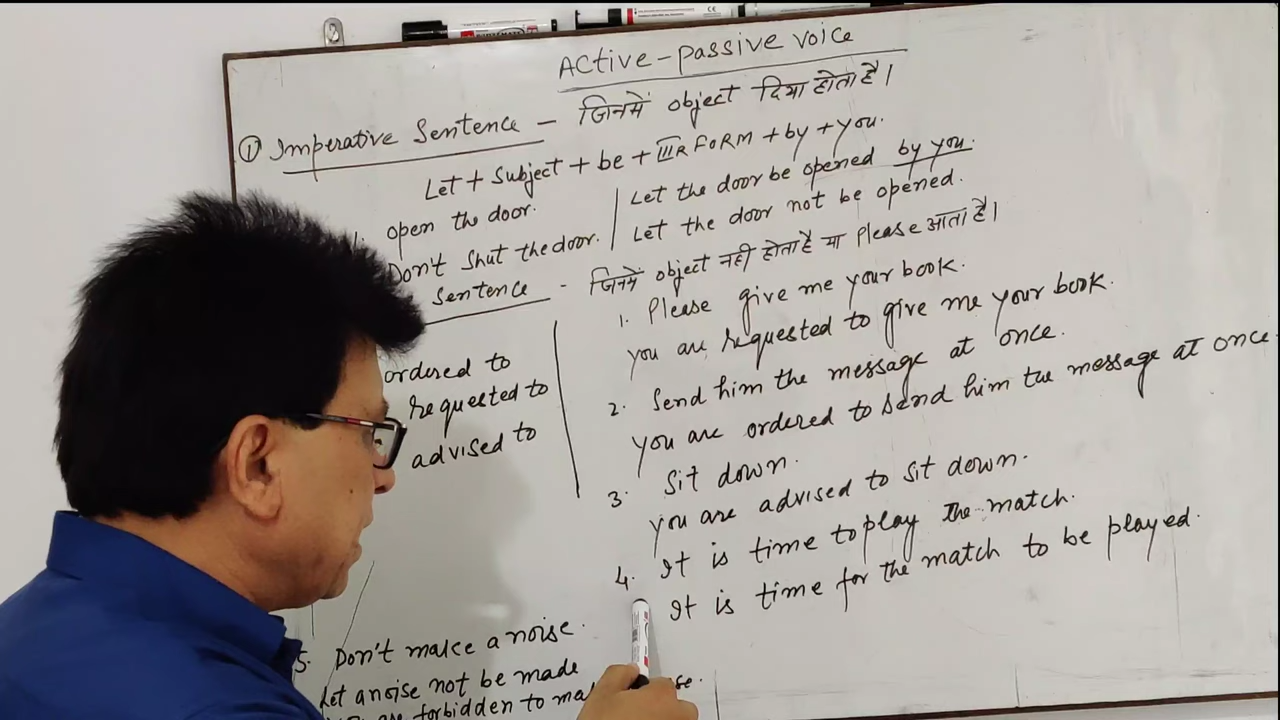 Active-passive voice
① Imperative Sentence - जिनमें object दिया होता है।
Let + Subject + be + IIIR FORM + by + you.
open the door. Let the door be opened by you.
Don't Shut the door. Let the door not be opened.
Sentence - जिनमें object नही होता है या Please आता है।
1. Please give me your book.
you are requested to give me your book.
ordered to
requested to
advised to
2. Send him the message at once.
you are ordered to send him the message at once
3. Sit down.
you are advised to sit down.
4. It is time to play the match.
It is time for the match to be played.
5. Don't make a noise.
Let a noise not be made
are forbidden to